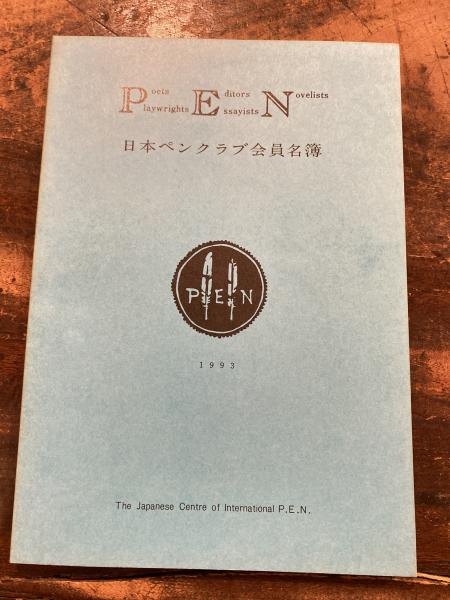 Poets Editors Novelists
Playwrights Essayists
日本ペンクラブ会員名簿
P.E.N
1993
The Japanese Centre of International P.E.N.